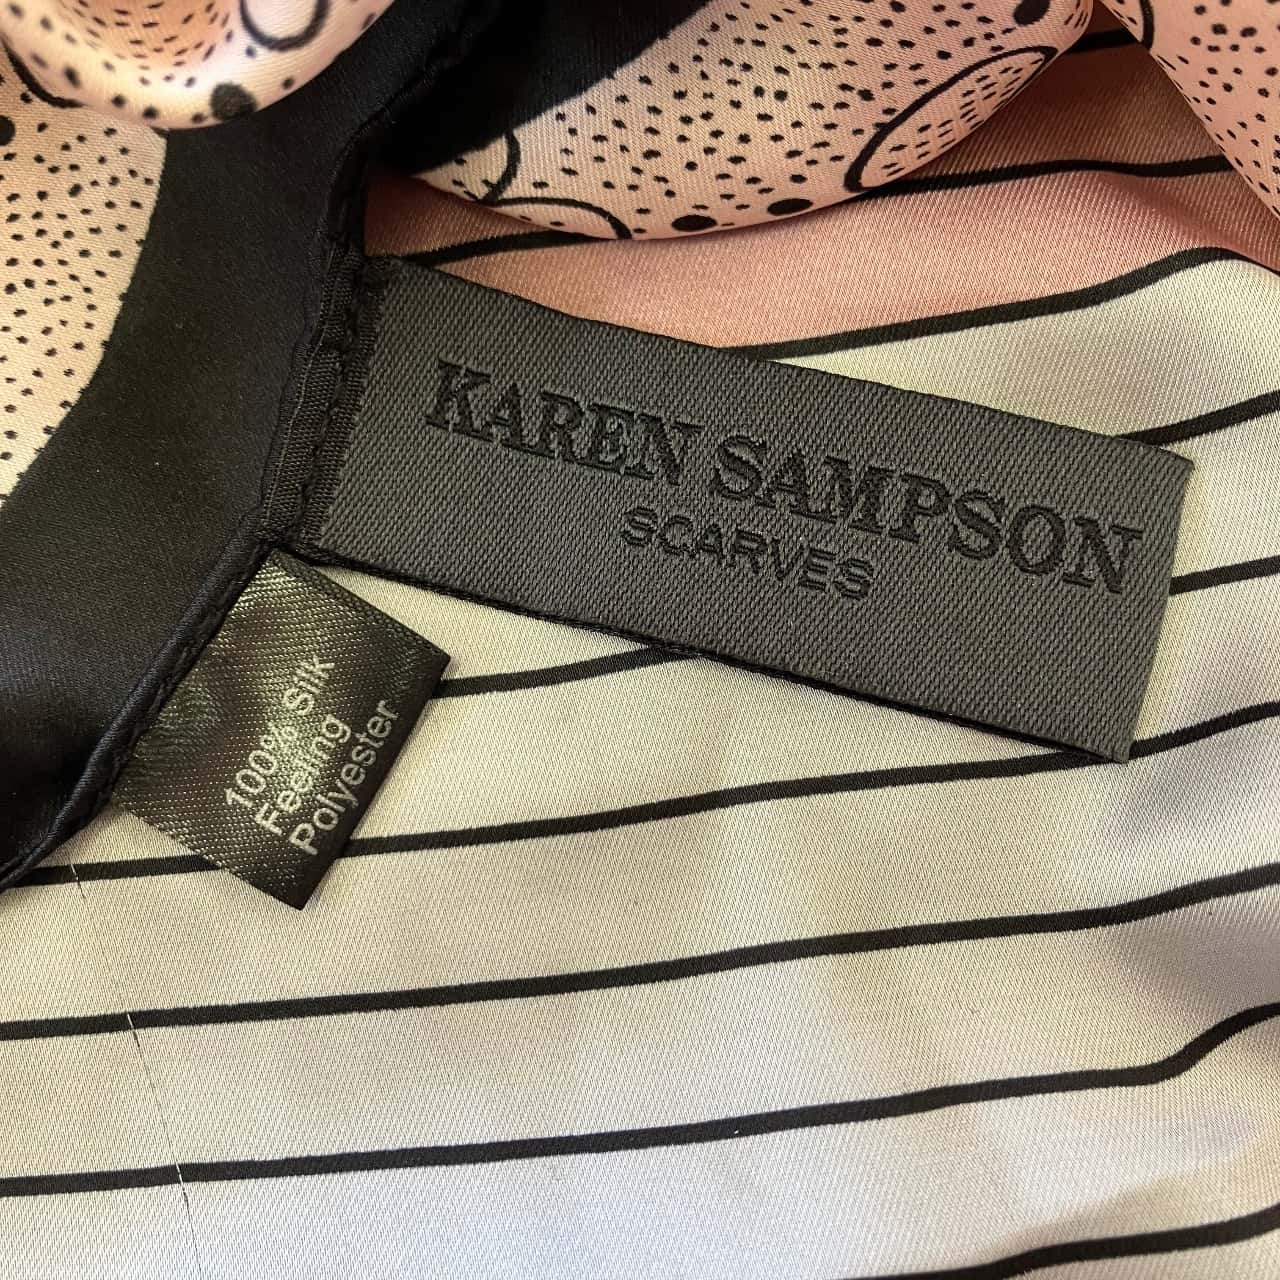 KAREN SAMPSON
SCARVES
100% Silk
Feeling
Polyester